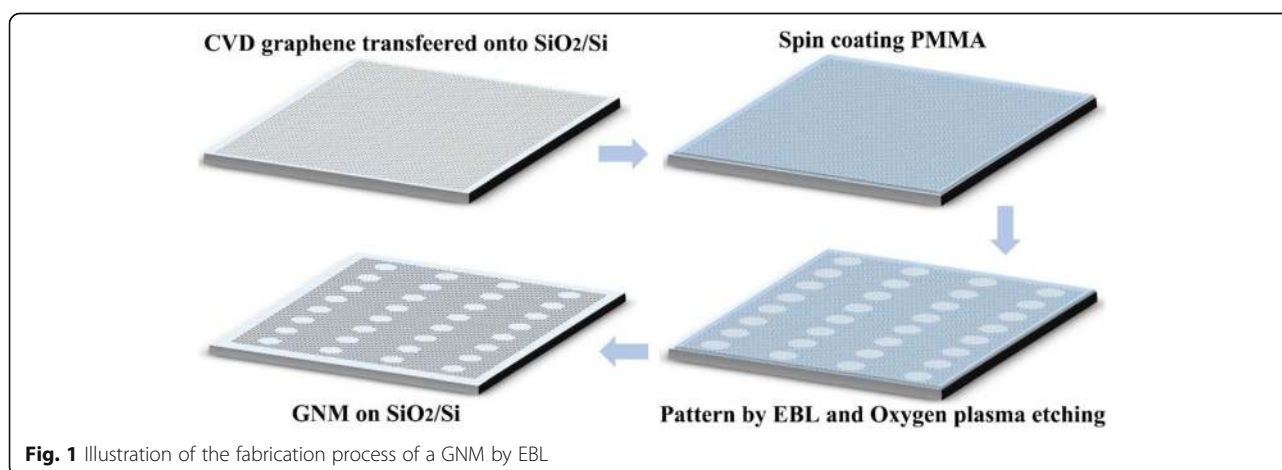 CVD graphene transfeered onto SiO2/Si
Spin coating PMMA
GNM on SiO2/Si
Pattern by EBL and Oxygen plasma etching
Fig. 1 Illustration of the fabrication process of a GNM by EBL